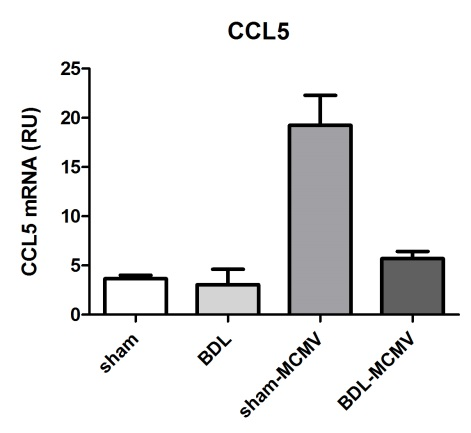 CCL5
CCL5 mRNA (RU)
25
20
15
10
5
0
sham
BDL
sham-MCMV
BDL-MCMV